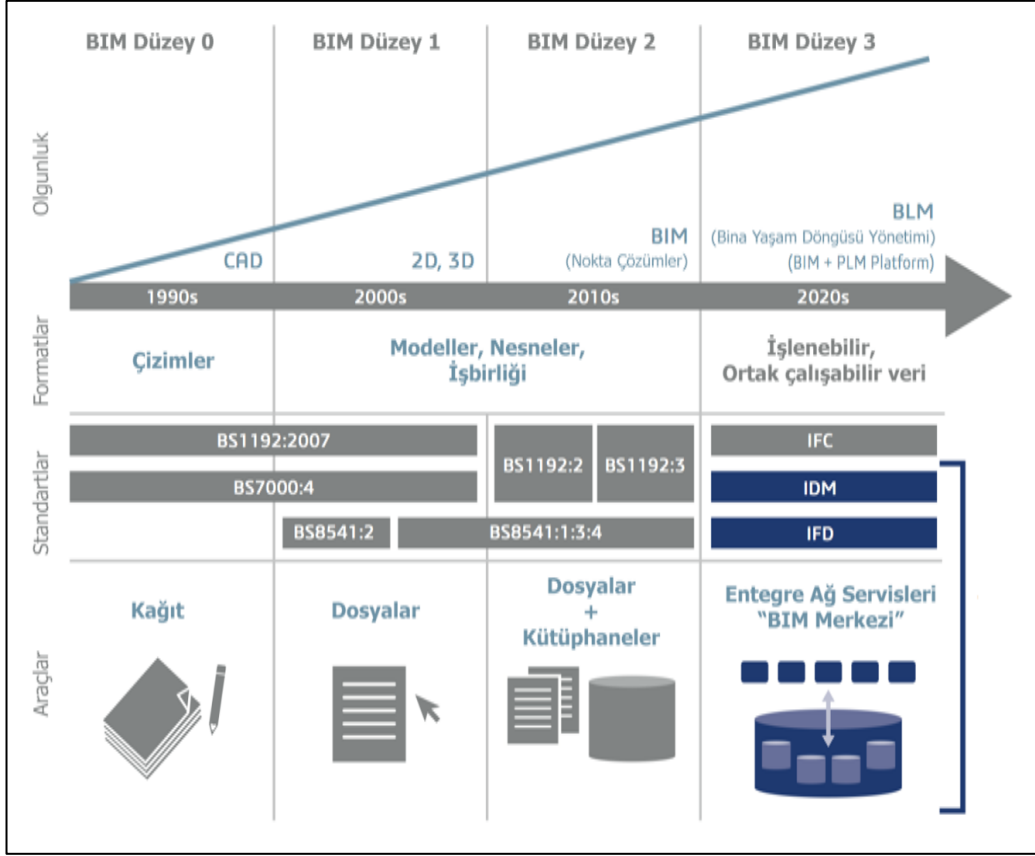 BIM Düzey 0
BIM Düzey 1
BIM Düzey 2
BIM Düzey 3
Olgunluk
CAD
2D, 3D
BIM
(Nokta Çözümler)
BLM
(Bina Yaşam Döngüsü Yönetimi)
(BIM + PLM Platform)
1990s
2000s
2010s
2020s
Formatlar
Çizimler
Modeller, Nesneler,
İşbirliği
İşlenebilir,
Ortak çalışabilir veri
Standartlar
BS1192:2007
BS7000:4
BS8541:2
BS8541:1:3:4
BS1192:2
BS1192:3
IFC
IDM
IFD
Araçlar
Kağıt
Dosyalar
Dosyalar
+
Kütüphaneler
Entegre Ağ Servisleri
“BIM Merkezi”